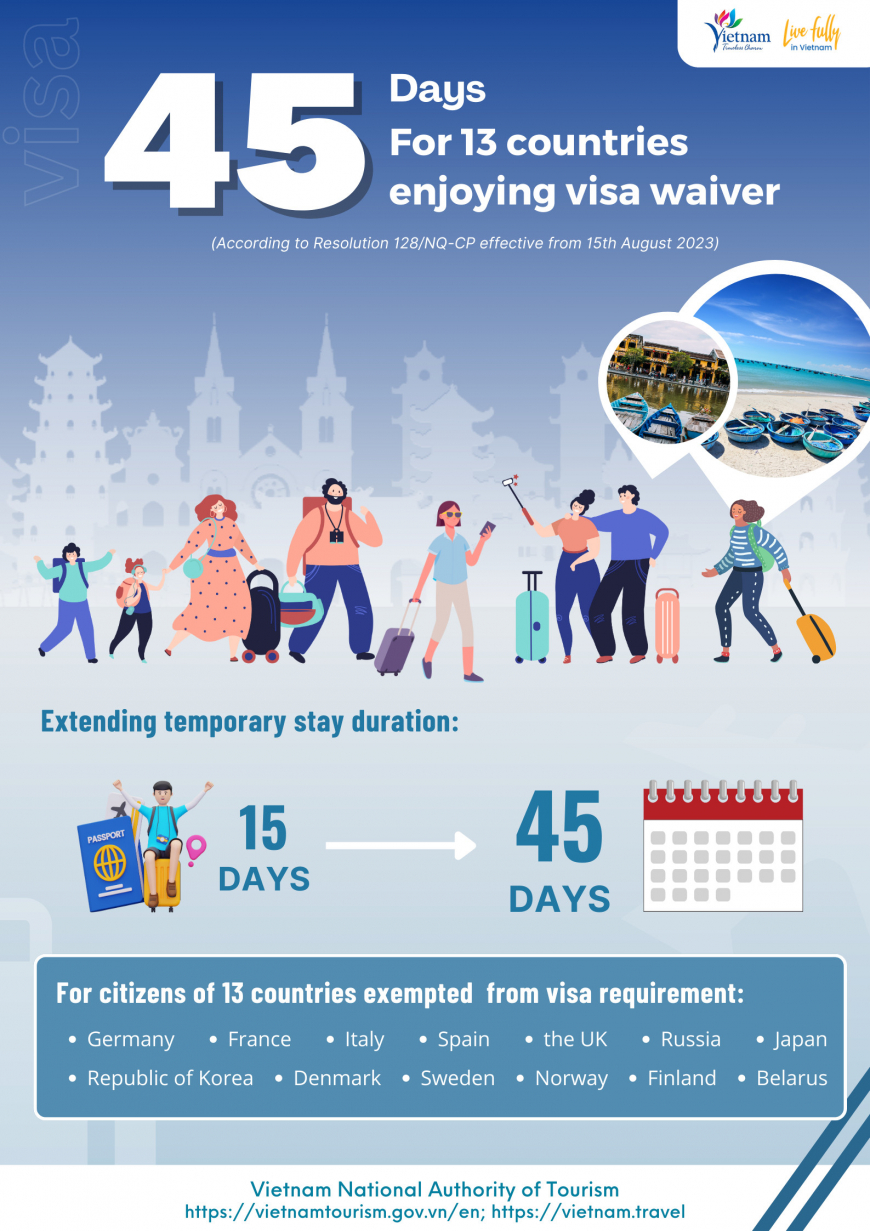 visa
Vietnam
Timeless Charm
Live fully
in Vietnam
45
Days
For 13 countries
enjoying visa waiver
(According to Resolution 128/NQ-CP effective from 15th August 2023)
Extending temporary stay duration:
PASSPORT
15
DAYS
45
DAYS
For citizens of 13 countries exempted from visa requirement:
• Germany • France • Italy • Spain • the UK • Russia • Japan
• Republic of Korea • Denmark • Sweden • Norway • Finland • Belarus
Vietnam National Authority of Tourism
https://vietnamtourism.gov.vn/en; https://vietnam.travel